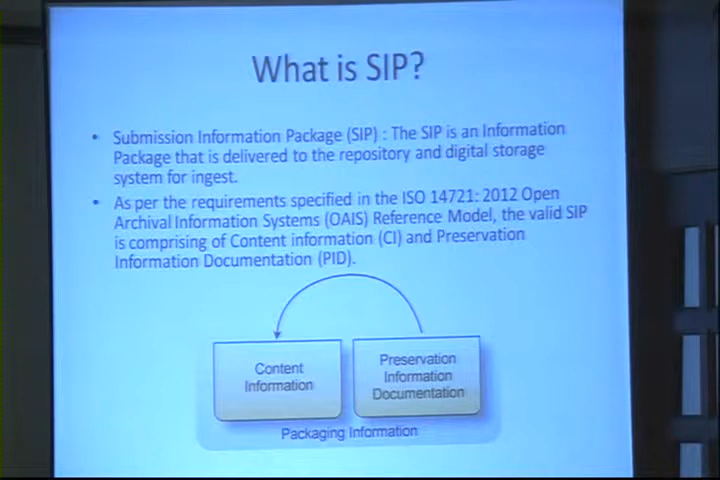 What is SIP?
• Submission Information Package (SIP) : The SIP is an Information
Package that is delivered to the repository and digital storage
system for ingest.
• As per the requirements specified in the ISO 14721: 2012 Open
Archival Information Systems (OAIS) Reference Model, the valid SIP
is comprising of Content information (CI) and Preservation
Information Documentation (PID).
Content
Information
Preservation
Information
Documentation
Packaging Information